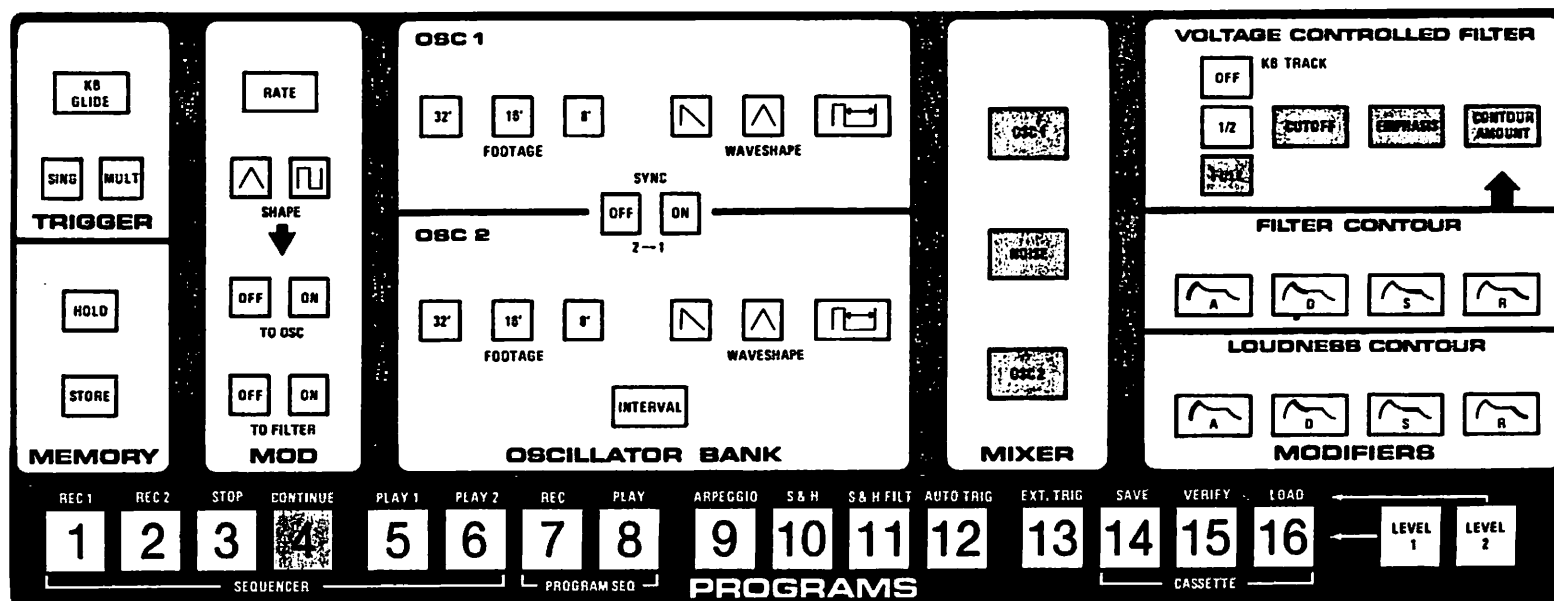 KB
GLIDE
SING MULT
TRIGGER
HOLD
STORE
MEMORY
RATE
SHAPE
OFF ON
TO OSC
OFF ON
TO FILTER
MOD
OSC 1
32' 16' 8'
FOOTAGE WAVESHAPE
SYNC
OFF ON
2→1
OSC 2
32' 16' 8'
FOOTAGE WAVESHAPE
INTERVAL
OSCILLATOR BANK
OSC 1
NOISE
OSC 2
MIXER
VOLTAGE CONTROLLED FILTER
KB TRACK
OFF
1/2
FULL
CUTOFF EMPHASIS CONTOUR
AMOUNT
FILTER CONTOUR
A D S R
LOUDNESS CONTOUR
A D S R
MODIFIERS
REC 1 REC 2 STOP CONTINUE PLAY 1 PLAY 2 REC PLAY ARPEGGIO S & H S & H FILT AUTO TRIG EXT. TRIG SAVE VERIFY LOAD
1 2 3 4 5 6 7 8 9 10 11 12 13 14 15 16
LEVEL
1
LEVEL
2
SEQUENCER PROGRAM SEQ PROGRAMS CASSETTE